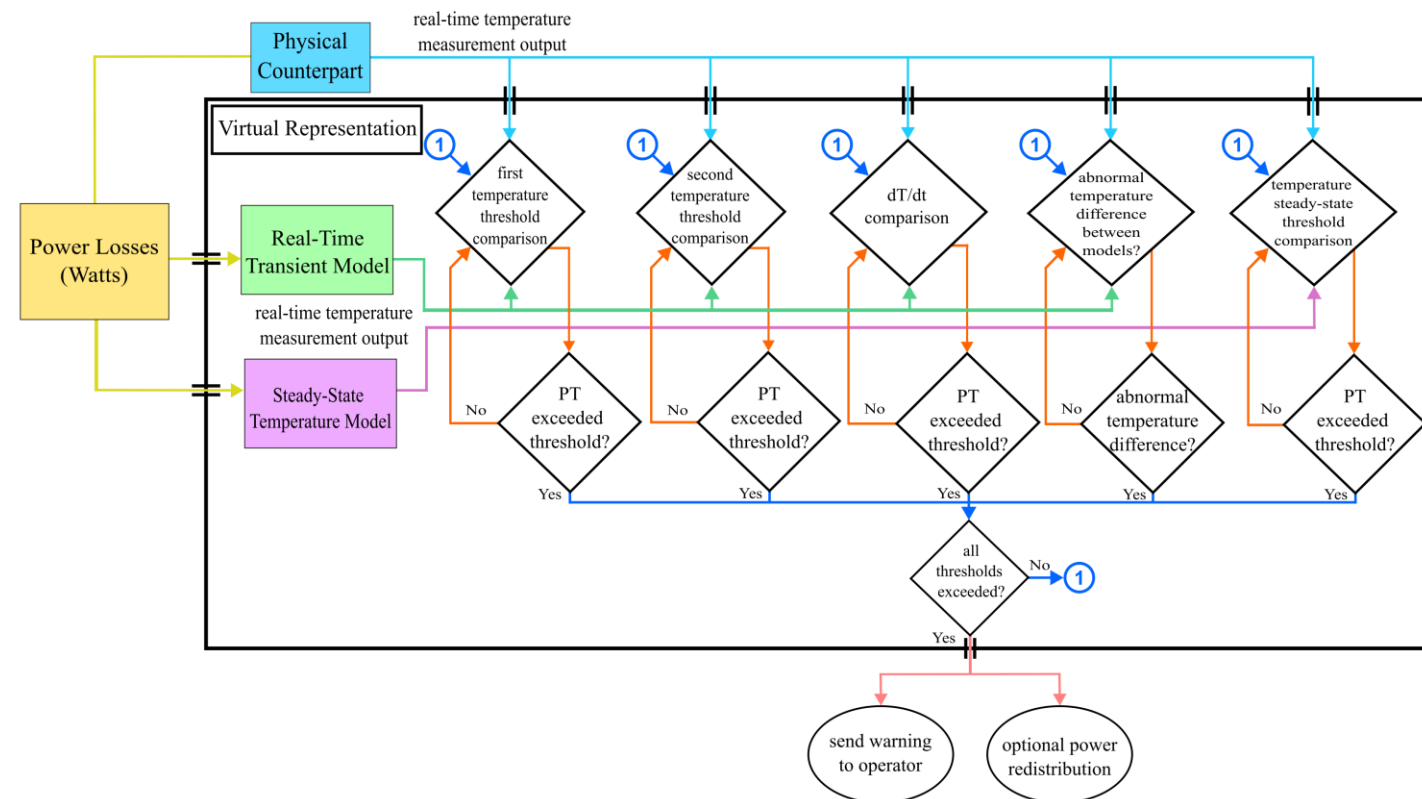 real-time temperature
measurement output
Physical
Counterpart
Virtual Representation
1
1
1
1
1
first
temperature
threshold
comparison
second
temperature
threshold
comparison
dT/dt
comparison
abnormal
temperature
difference
between
models?
temperature
steady-state
threshold
comparison
Power Losses
(Watts)
Real-Time
Transient Model
real-time temperature
measurement output
Steady-State
Temperature Model
No
PT
exceeded
threshold?
Yes
No
PT
exceeded
threshold?
Yes
No
PT
exceeded
threshold?
Yes
No
abnormal
temperature
difference?
Yes
No
PT
exceeded
threshold?
Yes
all
thresholds
exceeded?
No
1
Yes
send warning
to operator
optional power
redistribution